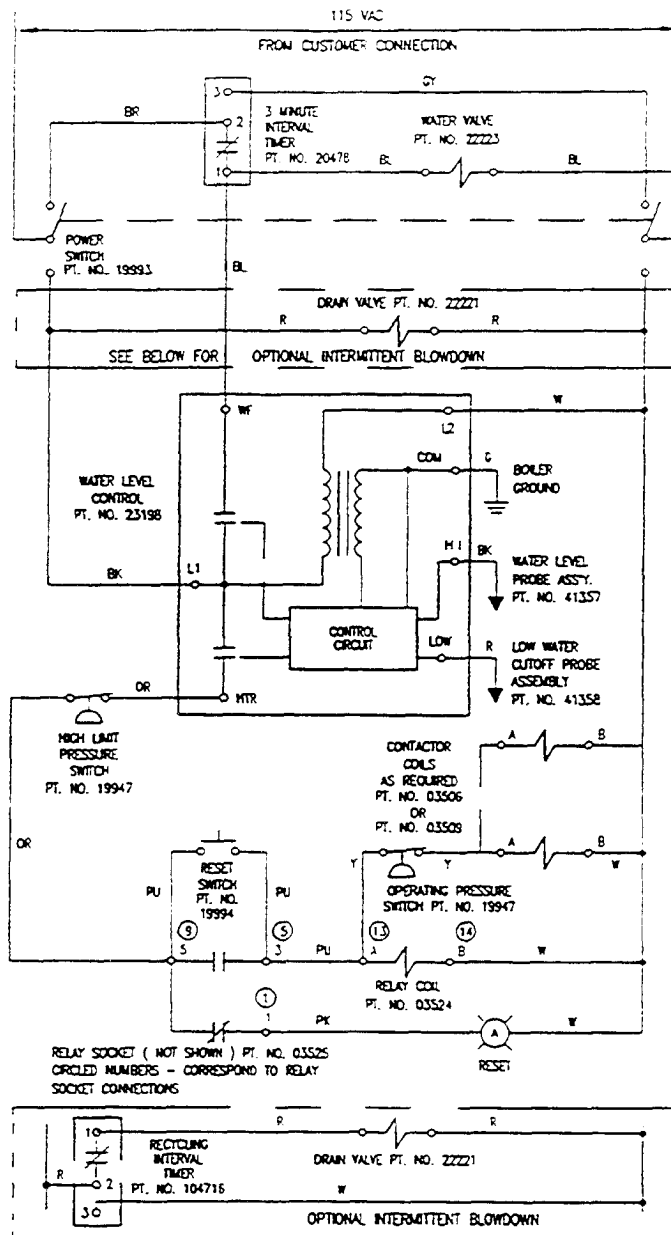 115 VAC
FROM CUSTOMER CONNECTION
3
GY
BR
2
3 MINUTE
INTERVAL
TIMER
PT. NO. 20478
WATER VALVE
PT. NO. 22223
1
BL
BL
POWER
SWITCH
PT. NO. 19993
BL
DRAIN VALVE PT. NO. 22221
R
R
SEE BELOW FOR OPTIONAL INTERMITTENT BLOWDOWN
WF
W
L2
COM
G
BOILER
GROUND
WATER LEVEL
CONTROL
PT. NO. 23198
HI
BK
WATER LEVEL
PROBE ASS'Y.
PT. NO. 41357
BK
L1
CONTROL
CIRCUIT
LOW
R
LOW WATER
CUTOFF PROBE
ASSEMBLY
PT. NO. 41358
OR
MTR
HIGH LIMIT
PRESSURE
SWITCH
PT. NO. 19947
CONTACTOR
COILS
AS REQUIRED
PT. NO. 03506
OR
PT. NO. 03509
A
B
OR
RESET
SWITCH
PT. NO.
19994
PU
PU
Y
Y
A
B
W
OPERATING PRESSURE
SWITCH PT. NO. 19947
9
5
13
14
5
3
PU
A
B
W
RELAY COIL
PT. NO. 03524
1
1
PK
A
W
RESET
RELAY SOCKET ( NOT SHOWN ) PT. NO. 03525
CIRCLED NUMBERS - CORRESPOND TO RELAY
SOCKET CONNECTIONS
1
R
R
RECYCLING
INTERVAL
TIMER
PT. NO. 104716
DRAIN VALVE PT. NO. 22221
R
2
W
3
OPTIONAL INTERMITTENT BLOWDOWN